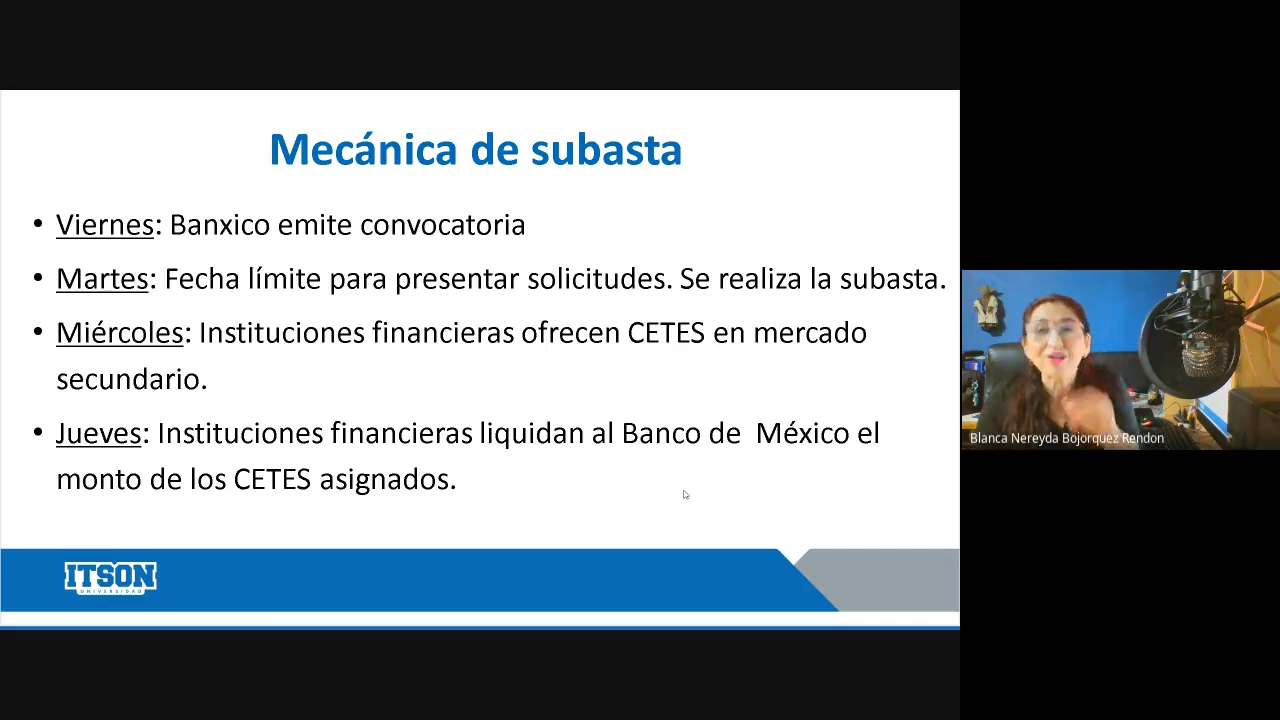 Mecánica de subasta
• Viernes: Banxico emite convocatoria
• Martes: Fecha límite para presentar solicitudes. Se realiza la subasta.
• Miércoles: Instituciones financieras ofrecen CETES en mercado
secundario.
• Jueves: Instituciones financieras liquidan al Banco de México el
monto de los CETES asignados.
Blanca Nereyda Bojorquez Rendon
ITSON
UNIVERSIDAD